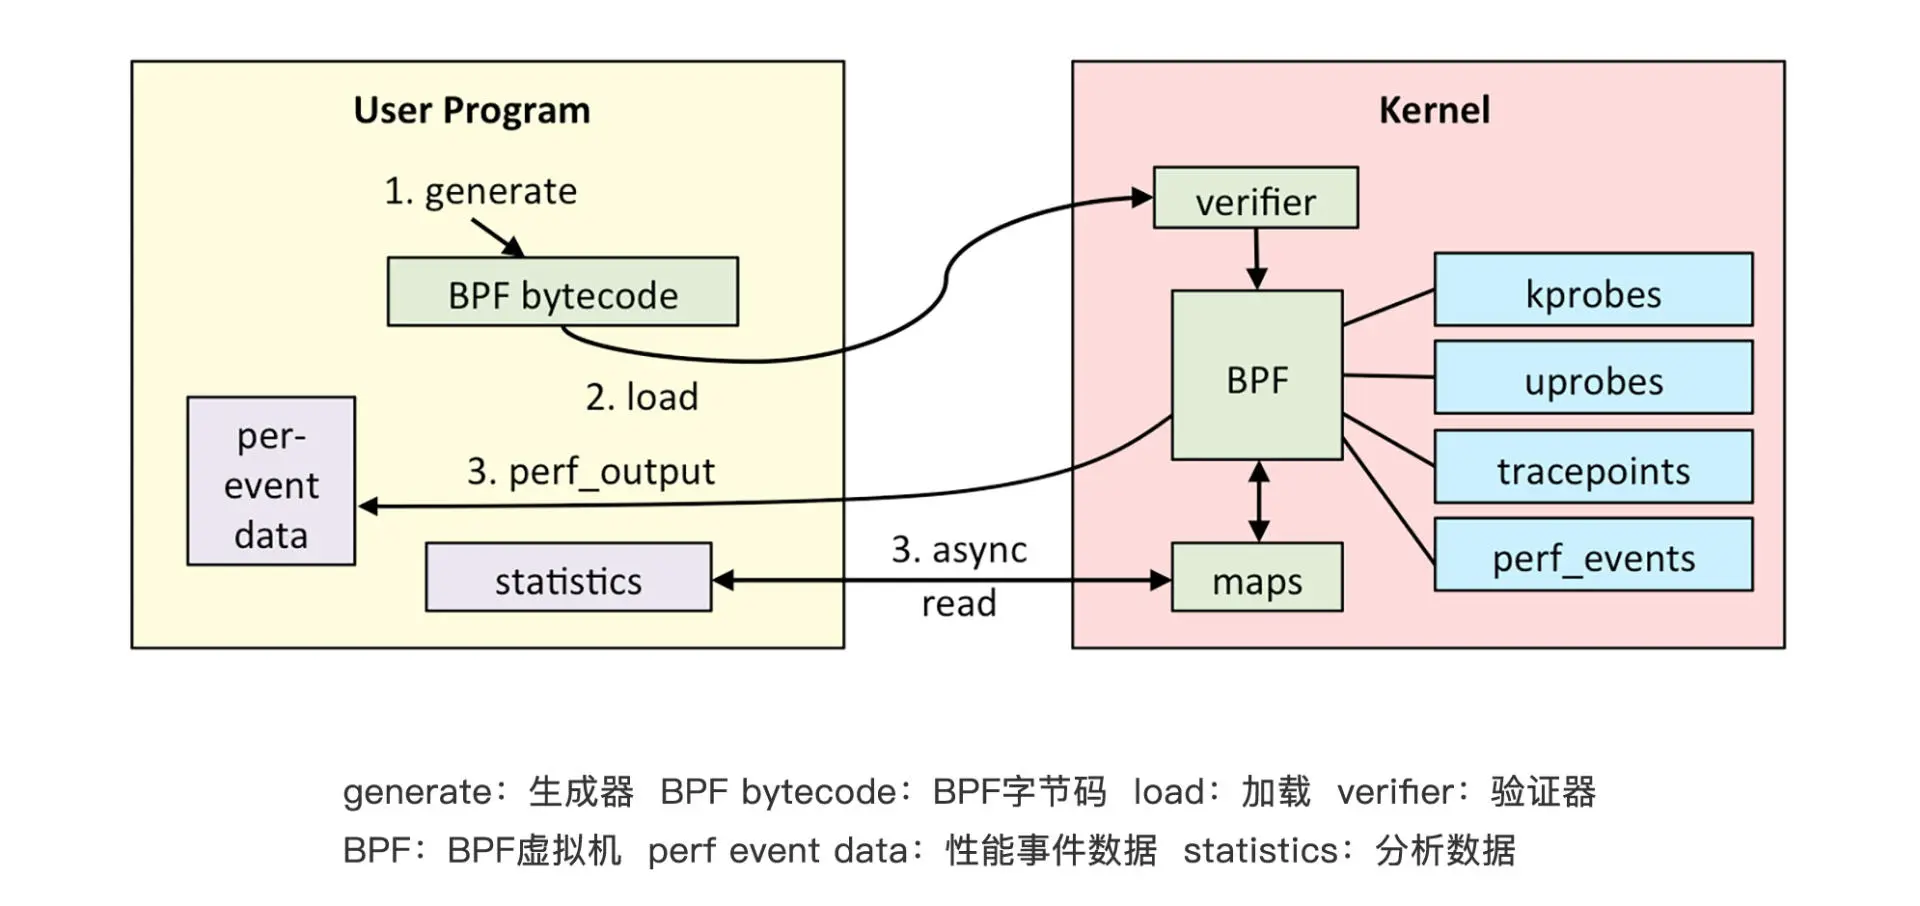 User Program
1. generate
BPF bytecode
2. load
per-
event
data
3. perf_output
statistics
3. async
read
Kernel
verifier
BPF
maps
kprobes
uprobes
tracepoints
perf_events
generate：生成器 BPF bytecode：BPF字节码 load：加载 verifier：验证器
BPF：BPF虚拟机 perf event data：性能事件数据 statistics：分析数据